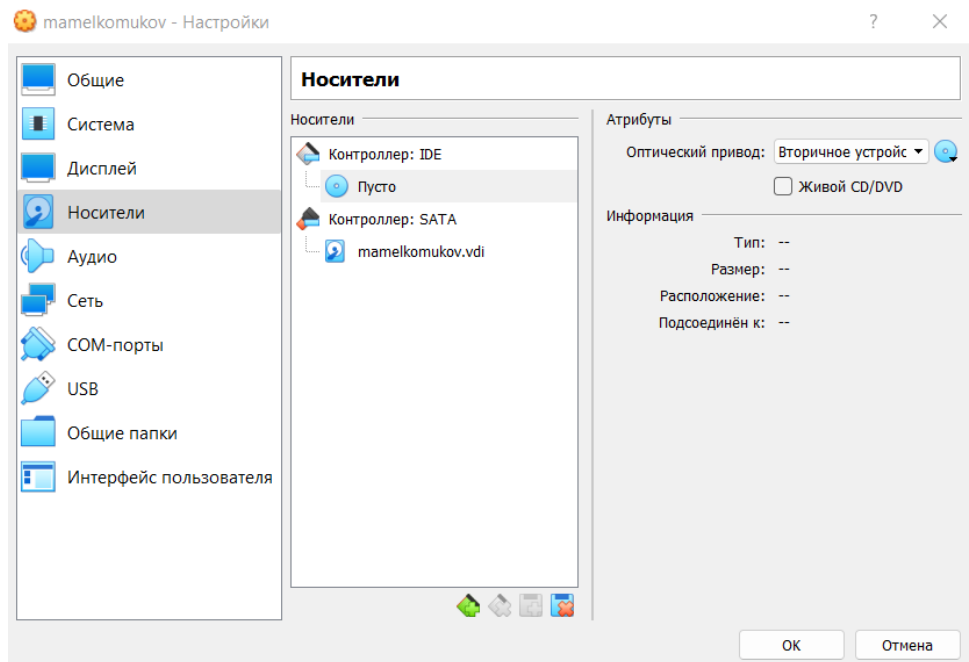 mamelkomukov - Настройки
?
Общие
Система
Дисплей
Носители
Аудио
Сеть
COM-порты
USB
Общие папки
Интерфейс пользователя
Носители
Носители
Контроллер: IDE
Пусто
Контроллер: SATA
mamelkomukov.vdi
Атрибуты
Оптический привод: Вторичное устройс
Живой CD/DVD
Информация
Тип: --
Размер: --
Расположение: --
Подсоединён к: --
ОК
Отмена